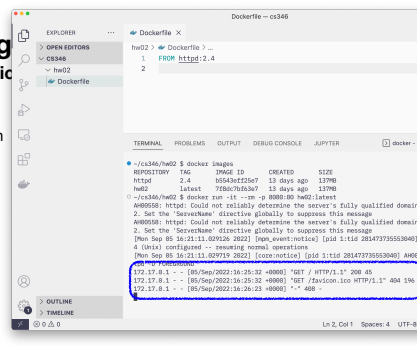 Dockerfile — cs346
EXPLORER ...
Dockerfile ×
OPEN EDITORS
CS346
hw02
Dockerfile
hw02 > Dockerfile > ...
1 FROM httpd:2.4
2
TERMINAL PROBLEMS OUTPUT DEBUG CONSOLE JUPYTER docker -
~/cs346/hw02 $ docker images
REPOSITORY TAG IMAGE ID CREATED SIZE
httpd 2.4 b5543eff25e7 13 days ago 137MB
hw02 latest 7f8dc7bf63e7 13 days ago 137MB
~/cs346/hw02 $ docker run -it --rm -p 8080:80 hw02:latest
AH00558: httpd: Could not reliably determine the server's fully qualified domain
2. Set the 'ServerName' directive globally to suppress this message
AH00558: httpd: Could not reliably determine the server's fully qualified domain
2. Set the 'ServerName' directive globally to suppress this message
[Mon Sep 05 16:21:11.029126 2022] [mpm_event:notice] [pid 1:tid 281473735553040]
4 (Unix) configured -- resuming normal operations
[Mon Sep 05 16:21:11.029719 2022] [core:notice] [pid 1:tid 281473735553040] AH00
FOREGROUND
172.17.0.1 - - [05/Sep/2022:16:25:32 +0000] "GET / HTTP/1.1" 200 45
172.17.0.1 - - [05/Sep/2022:16:25:32 +0000] "GET /favicon.ico HTTP/1.1" 404 196
172.17.0.1 - - [05/Sep/2022:16:26:23 +0000] "-" 408 -
OUTLINE
TIMELINE
0 0
Ln 2, Col 1 Spaces: 4 UTF-8